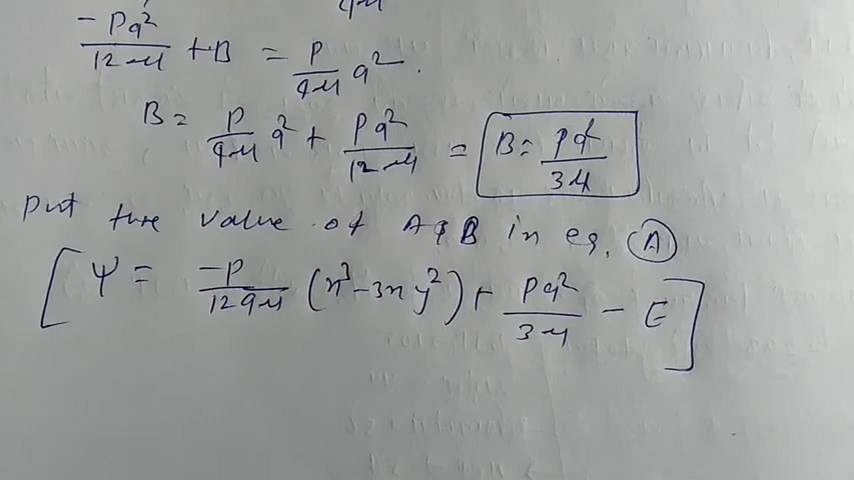 -Pa²/12μ + B = P/4μ a².
B = P/4μ a² + Pa²/12μ = B = Pa²/3μ
Put the value of A & B in eq. (A)
[ψ = -P/12aμ (x³ - 3xy²) + Pa²/3μ - E]